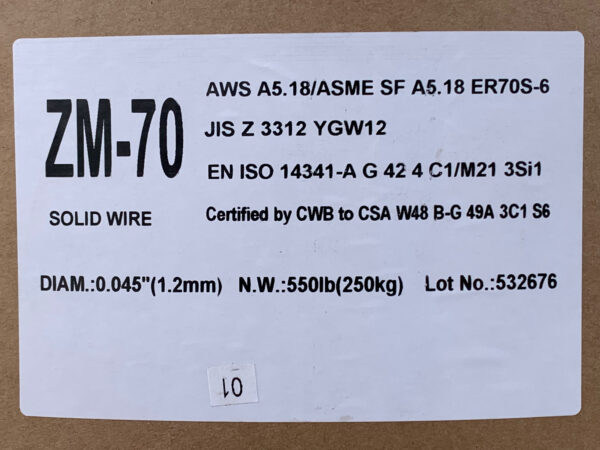 ZM-70
SOLID WIRE
AWS A5.18/ASME SF A5.18 ER70S-6
JIS Z 3312 YGW12
EN ISO 14341-A G 42 4 C1/M21 3Si1
Certified by CWB to CSA W48 B-G 49A 3C1 S6
DIAM.:0.045"(1.2mm) N.W.:550lb(250kg) Lot No.:532676
01